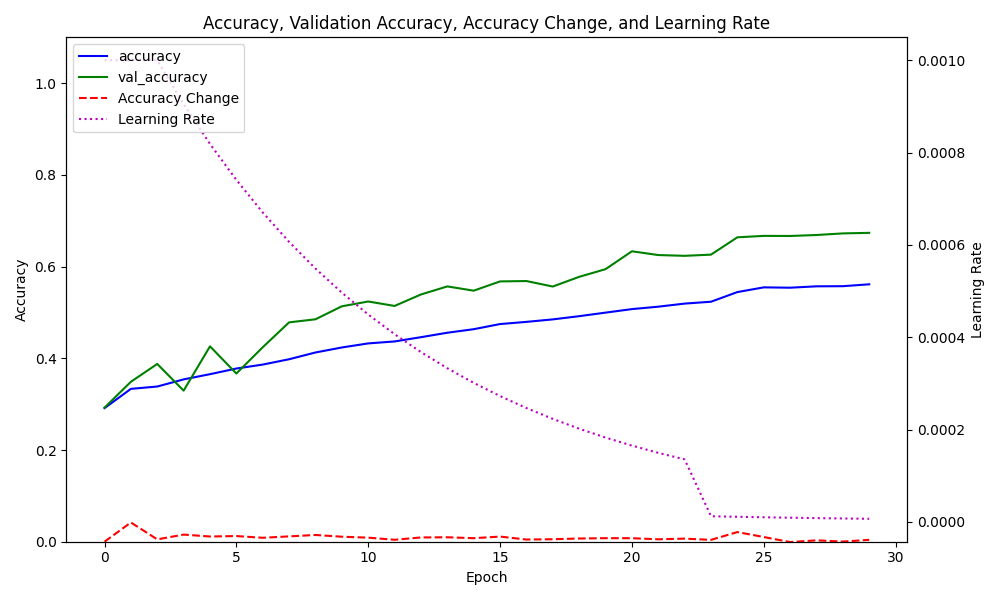 Accuracy, Validation Accuracy, Accuracy Change, and Learning Rate
accuracy
val_accuracy
Accuracy Change
Learning Rate
Accuracy
1.0
0.8
0.6
0.4
0.2
0.0
0
5
10
15
20
25
30
Epoch
0.0010
0.0008
0.0006
0.0004
0.0002
0.0000
Learning Rate